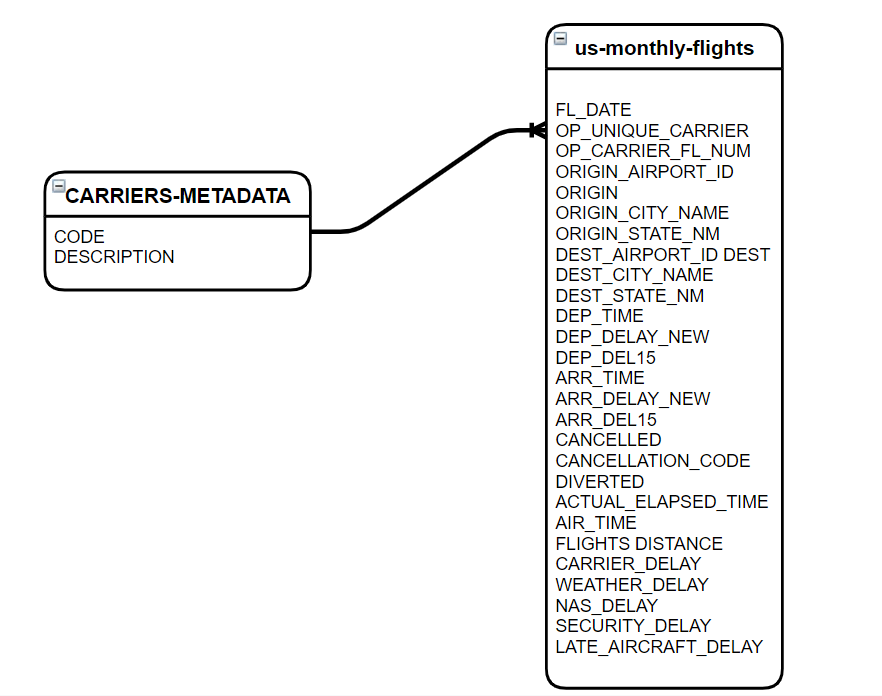 us-monthly-flights
FL_DATE
OP_UNIQUE_CARRIER
OP_CARRIER_FL_NUM
ORIGIN_AIRPORT_ID
ORIGIN
ORIGIN_CITY_NAME
ORIGIN_STATE_NM
DEST_AIRPORT_ID DEST
DEST_CITY_NAME
DEST_STATE_NM
DEP_TIME
DEP_DELAY_NEW
DEP_DEL15
ARR_TIME
ARR_DELAY_NEW
ARR_DEL15
CANCELLED
CANCELLATION_CODE
DIVERTED
ACTUAL_ELAPSED_TIME
AIR_TIME
FLIGHTS DISTANCE
CARRIER_DELAY
WEATHER_DELAY
NAS_DELAY
SECURITY_DELAY
LATE_AIRCRAFT_DELAY
CARRIERS-METADATA
CODE
DESCRIPTION